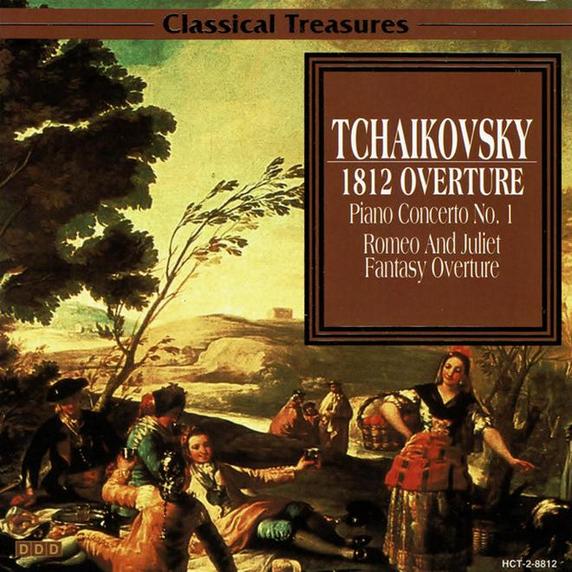 Classical Treasures
TCHAIKOVSKY
1812 OVERTURE
Piano Concerto No. 1
Romeo And Juliet
Fantasy Overture
DDD
HCT-2-8812